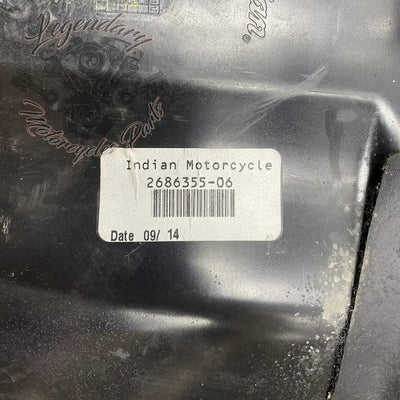 Legendary
Motorcycle Parts
Indian Motorcycle
2686355-06
Date 09/ 14